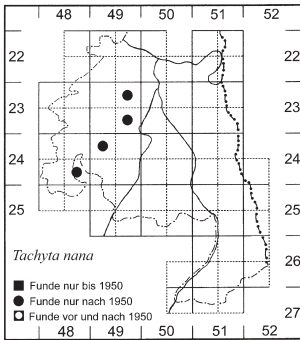 48 49 50 51 52
22 22
23 23
24 24
25 25
Tachyta nana 26
Funde nur bis 1950
Funde nur nach 1950
Funde vor und nach 1950 27
48 49 50 51 52